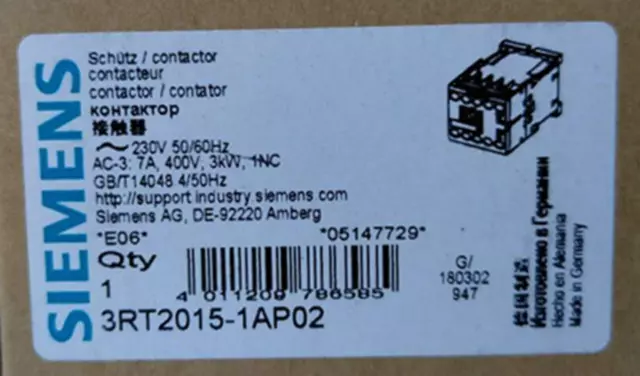 SIEMENS
Schütz / contactor
contacteur
contactor / contator
контактор
接触器
~ 230V 50/60Hz
AC-3: 7A, 400V, 3kW, 1NC
GB/T14048 4/50Hz
http://support industry.siemens com
Siemens AG, DE-92220 Amberg
*E06*
*05147729*
Qty
1
4 011209 786585
G/
180302
947
3RT2015-1AP02
德国制造
Изготовлено в Германии
Hecho en Alemania
Made in Germany